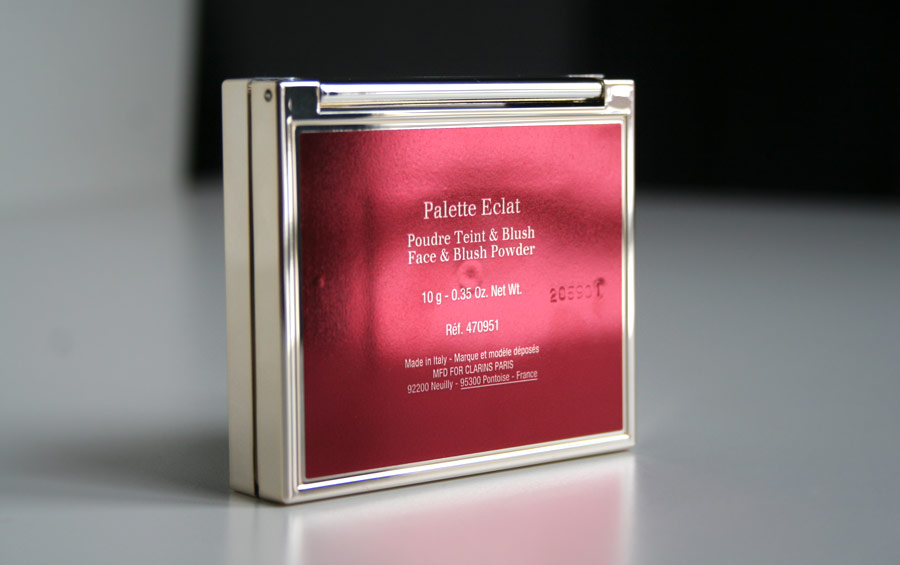 Palette Eclat
Poudre Teint & Blush
Face & Blush Powder
10 g - 0.35 Oz. Net Wt.
Réf. 470951
Made in Italy - Marque et modèle déposés
MFD FOR CLARINS PARIS
92200 Neuilly - 95300 Pontoise - France